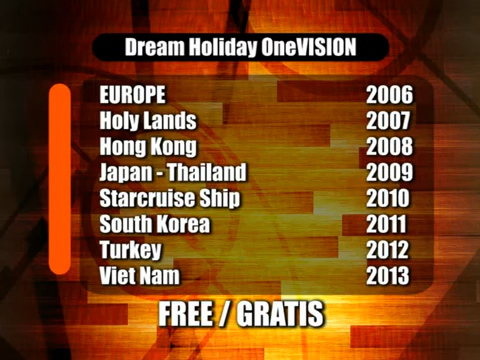 Dream Holiday OneVISION
EUROPE 2006
Holy Lands 2007
Hong Kong 2008
Japan - Thailand 2009
Starcruise Ship 2010
South Korea 2011
Turkey 2012
Viet Nam 2013
FREE / GRATIS